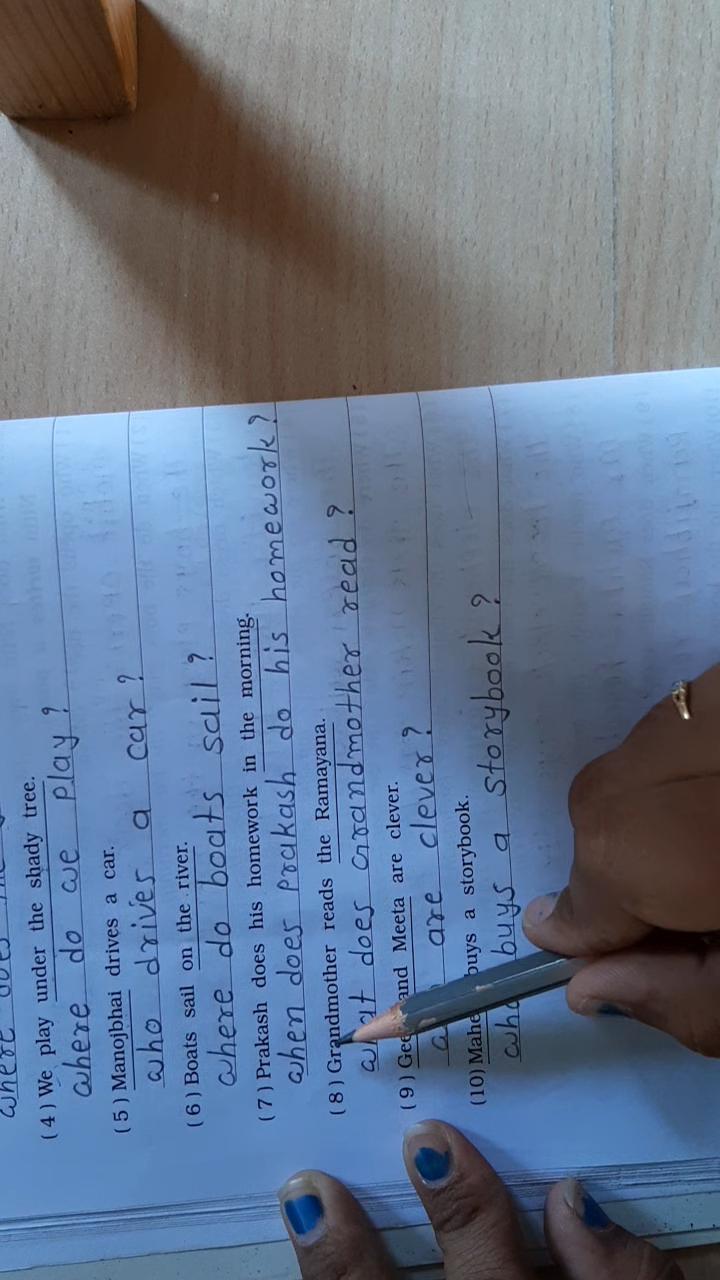 (4) We play under the shady tree.
where do we play?
(5) Manojbhai drives a car.
who drives a car?
(6) Boats sail on the river.
where do boats sail?
(7) Prakash does his homework in the morning.
when does prakash do his homework?
(8) Grandmother reads the Ramayana.
what does Grandmother read?
(9) and Meeta are clever.
are clever?
(10) buys a storybook.
who buys a storybook?